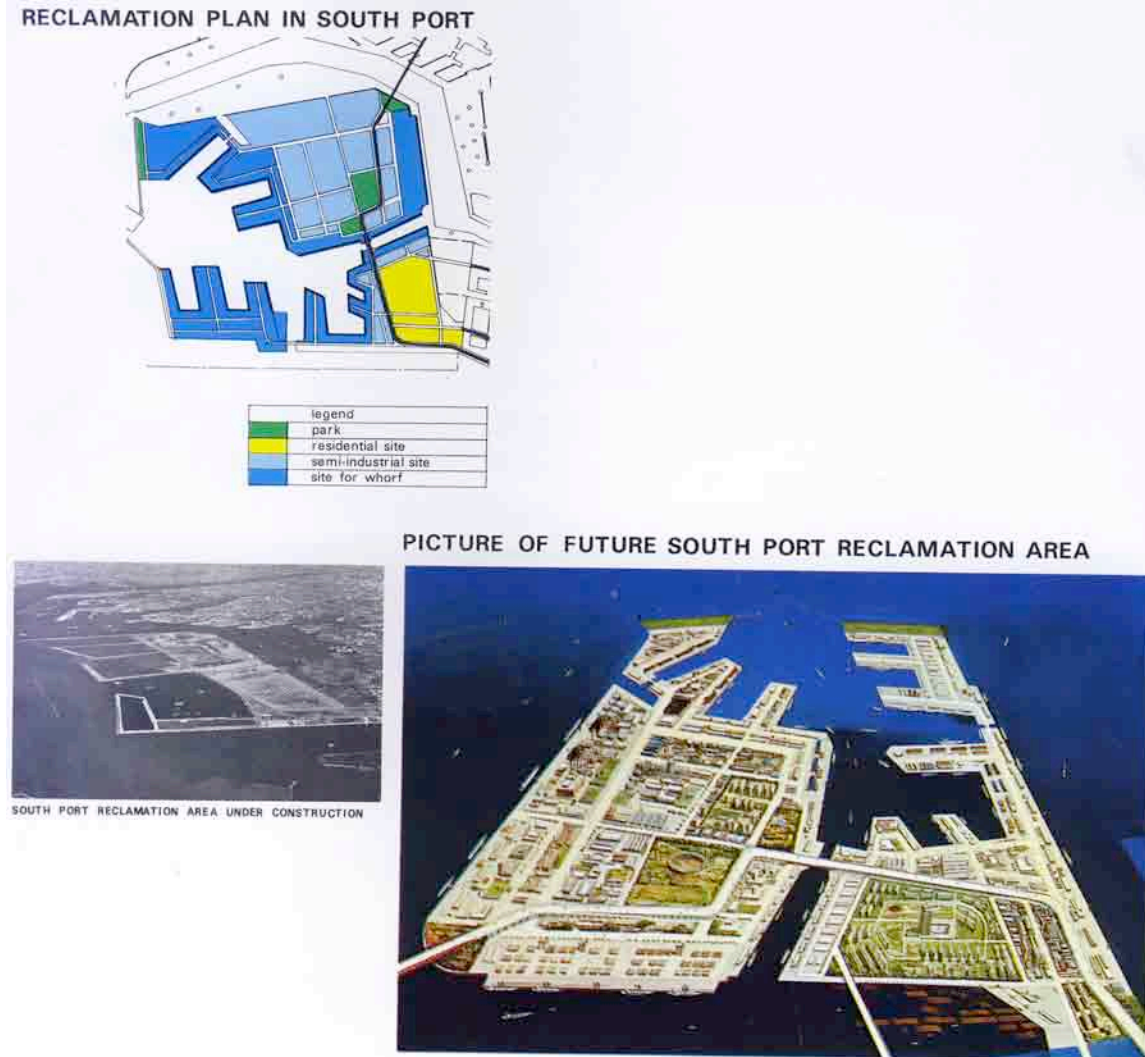 RECLAMATION PLAN IN SOUTH PORT
legend
park
residential site
semi-industrial site
site for whorf
PICTURE OF FUTURE SOUTH PORT RECLAMATION AREA
SOUTH PORT RECLAMATION AREA UNDER CONSTRUCTION